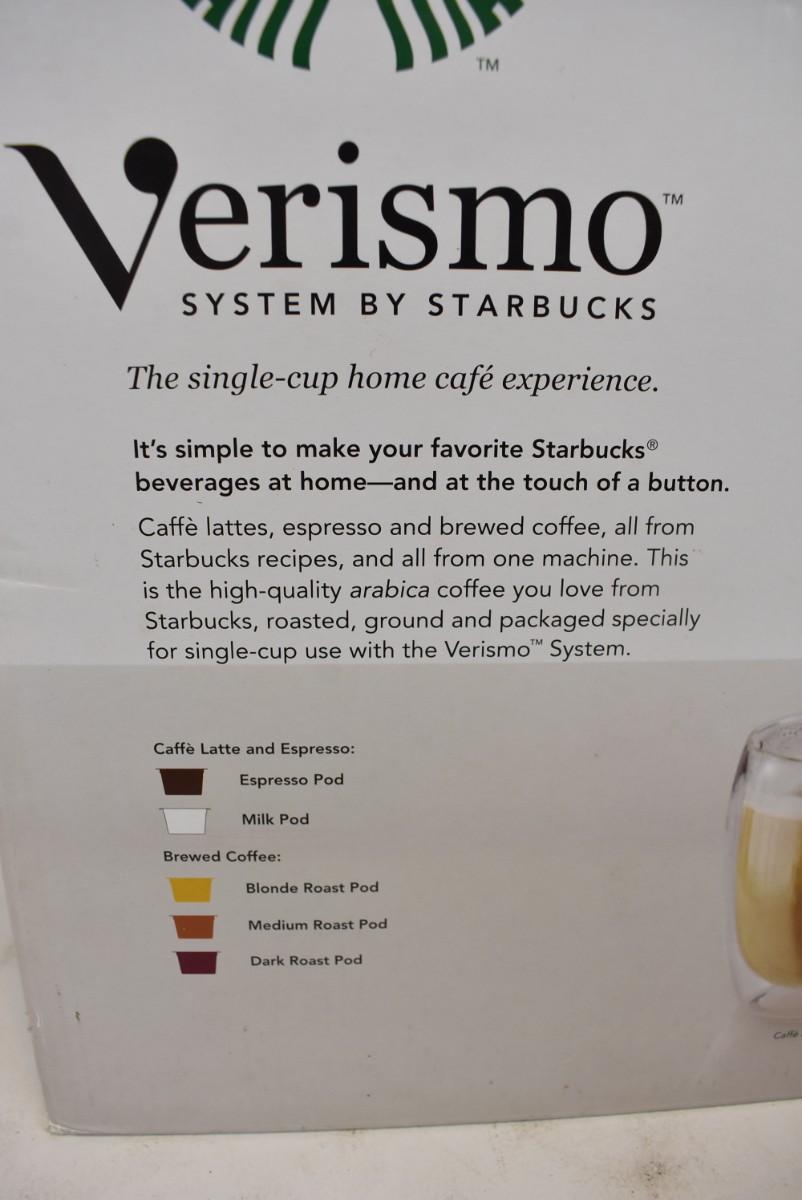 TM
Verismo™
SYSTEM BY STARBUCKS
The single-cup home café experience.
It's simple to make your favorite Starbucks®
beverages at home—and at the touch of a button.
Caffè lattes, espresso and brewed coffee, all from
Starbucks recipes, and all from one machine. This
is the high-quality arabica coffee you love from
Starbucks, roasted, ground and packaged specially
for single-cup use with the Verismo™ System.
Caffè Latte and Espresso:
Espresso Pod
Milk Pod
Brewed Coffee:
Blonde Roast Pod
Medium Roast Pod
Dark Roast Pod
Caffè